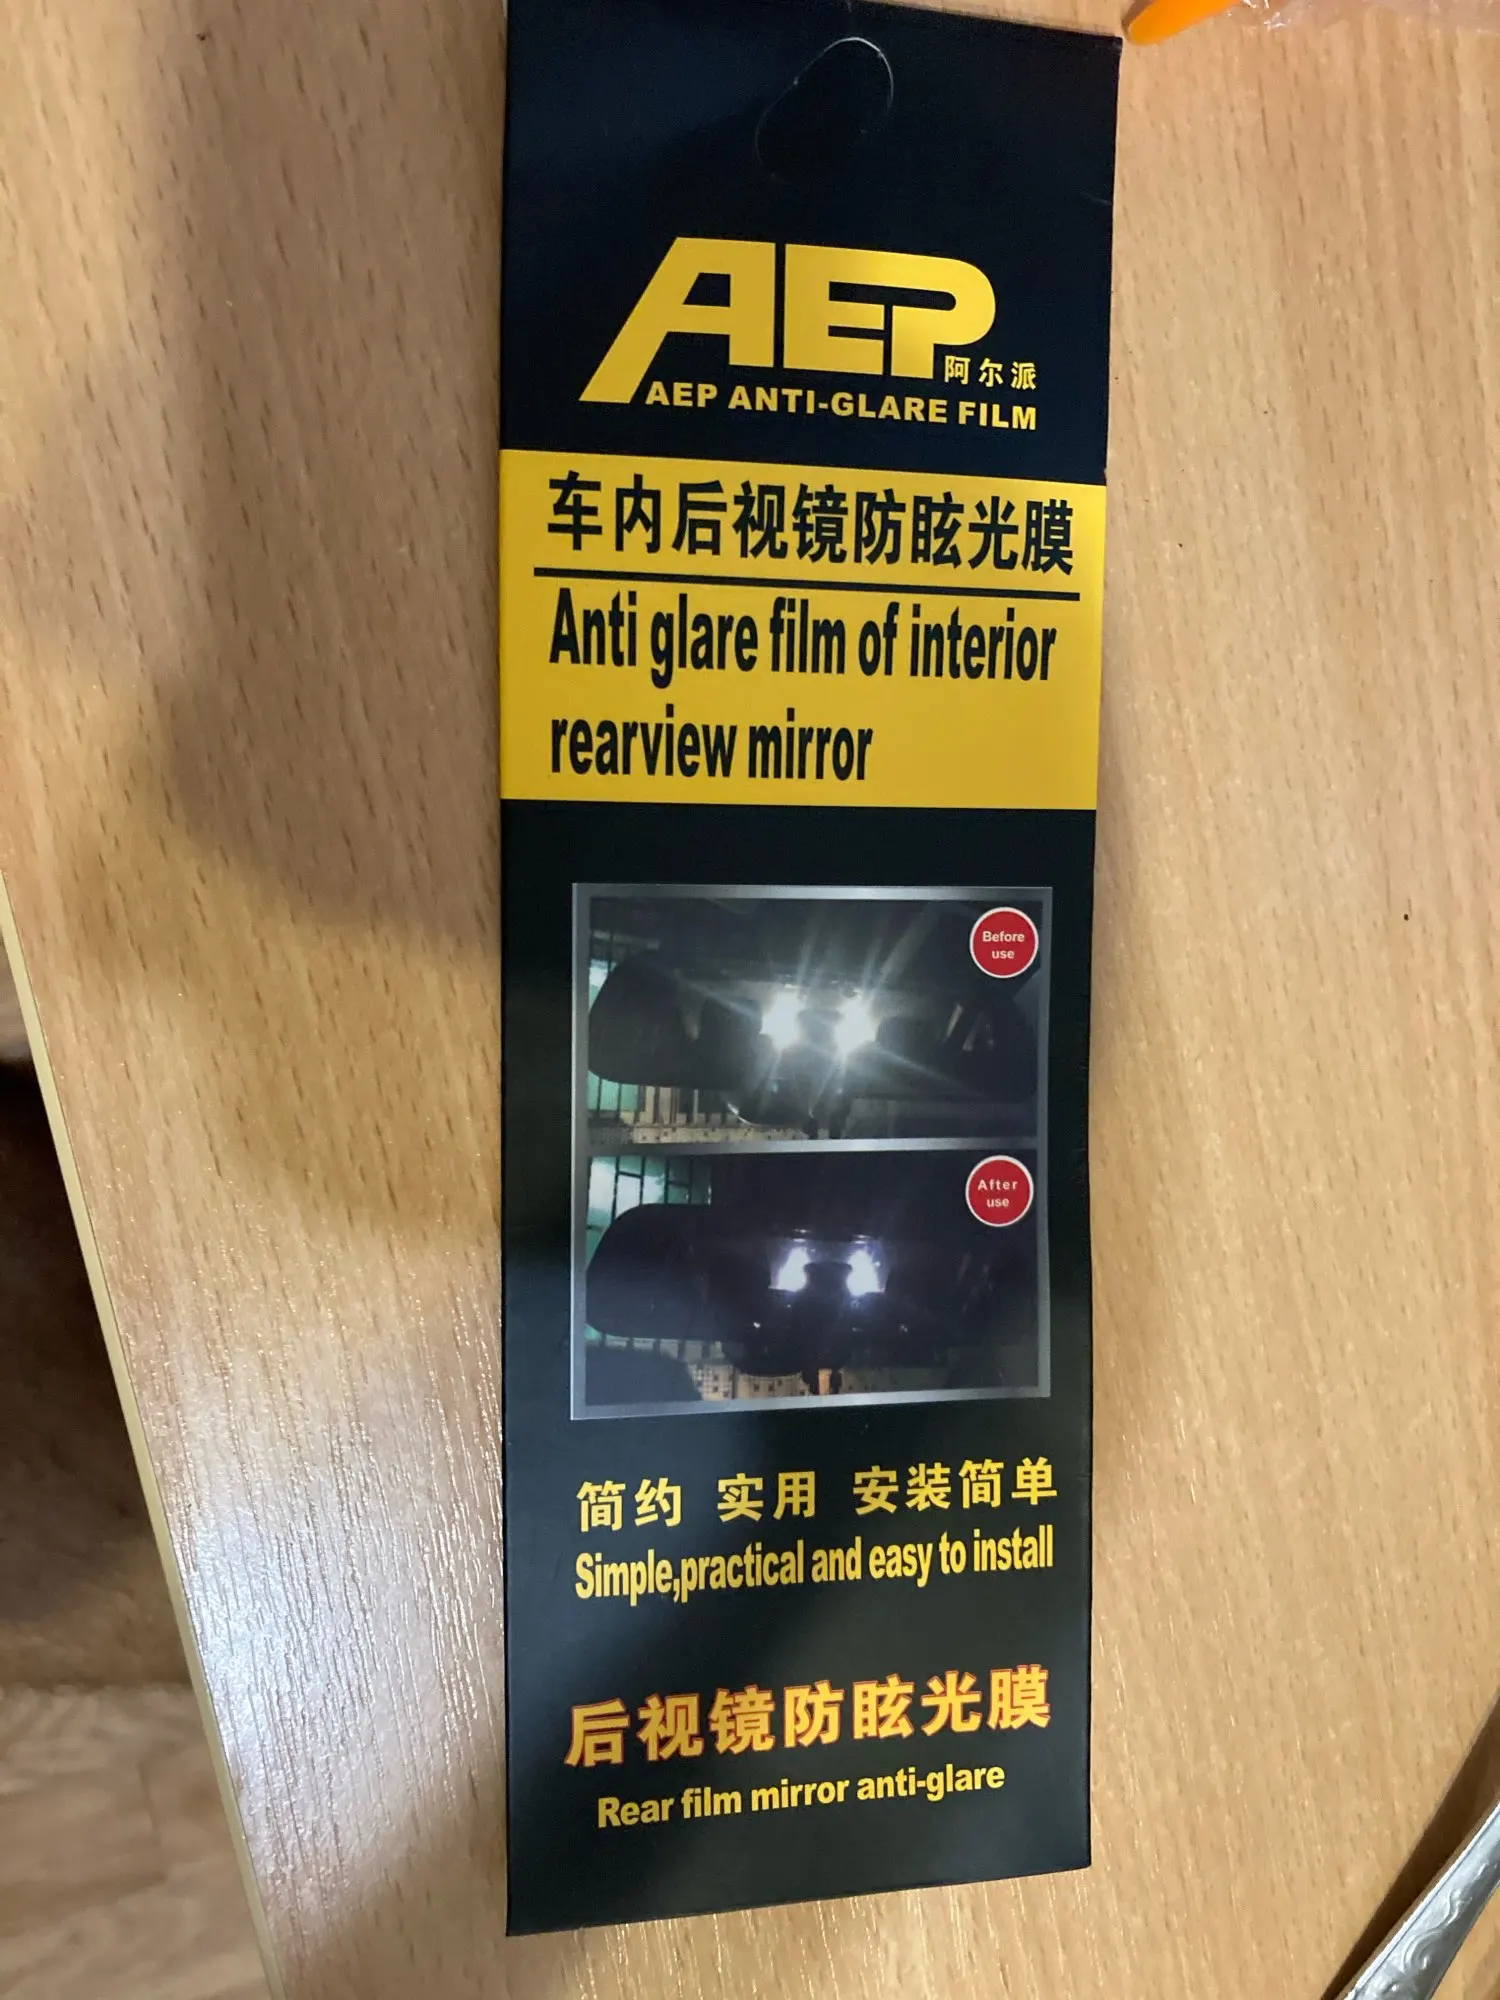 AEP
阿尔派
AEP ANTI-GLARE FILM
车内后视镜防眩光膜
Anti glare film of interior
rearview mirror
Before
use
After
use
简约 实用 安装简单
Simple,practical and easy to install
后视镜防眩光膜
Rear film mirror anti-glare